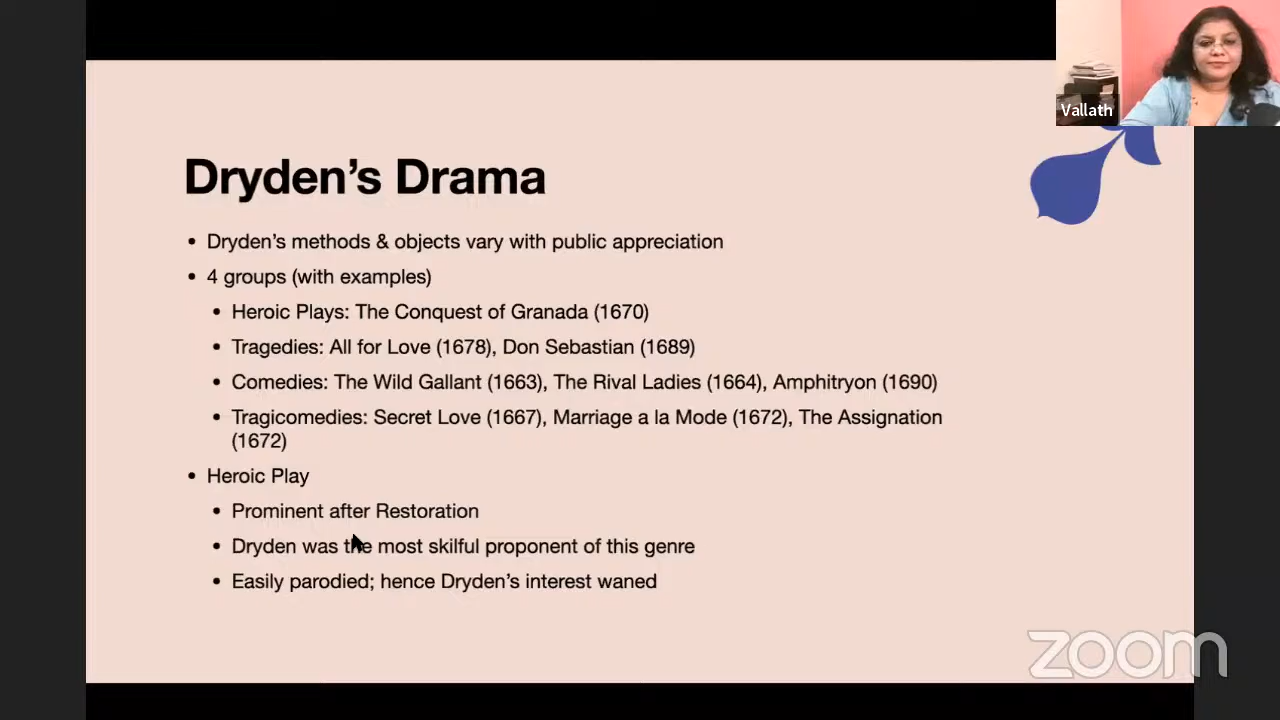 Vallath
Dryden’s Drama
• Dryden’s methods & objects vary with public appreciation
• 4 groups (with examples)
• Heroic Plays: The Conquest of Granada (1670)
• Tragedies: All for Love (1678), Don Sebastian (1689)
• Comedies: The Wild Gallant (1663), The Rival Ladies (1664), Amphitryon (1690)
• Tragicomedies: Secret Love (1667), Marriage a la Mode (1672), The Assignation
(1672)
• Heroic Play
• Prominent after Restoration
• Dryden was the most skilful proponent of this genre
• Easily parodied; hence Dryden’s interest waned
zoom